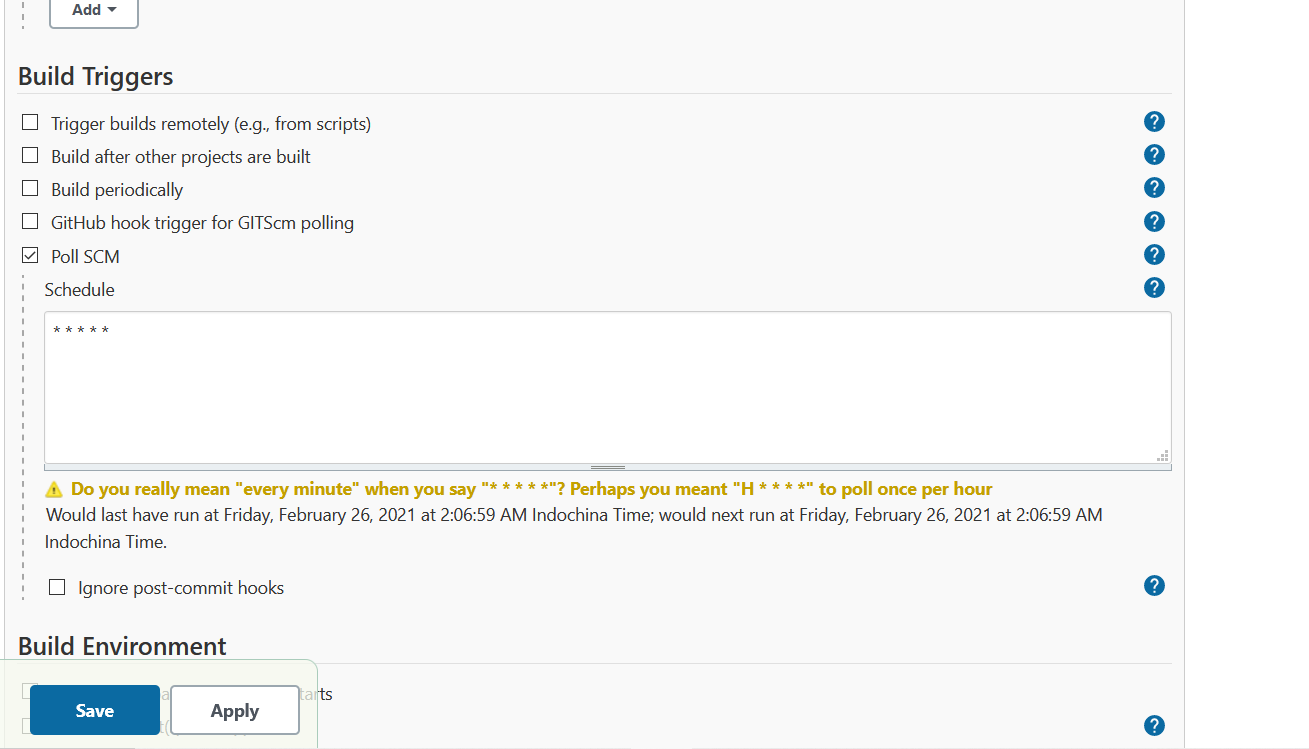 Add
Build Triggers
Trigger builds remotely (e.g., from scripts)
Build after other projects are built
Build periodically
GitHub hook trigger for GITScm polling
Poll SCM
Schedule
* * * * *
Do you really mean "every minute" when you say "* * * * *"? Perhaps you meant "H * * * *" to poll once per hour
Would last have run at Friday, February 26, 2021 at 2:06:59 AM Indochina Time; would next run at Friday, February 26, 2021 at 2:06:59 AM
Indochina Time.
Ignore post-commit hooks
Build Environment
Save
Apply